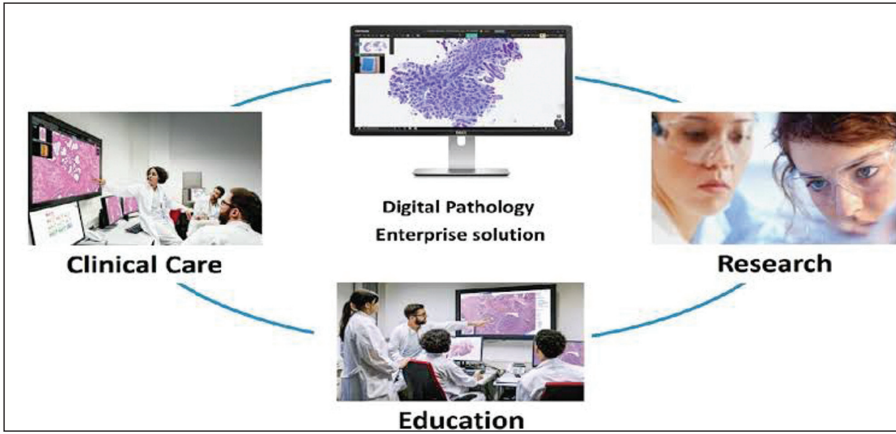 Digital Pathology
Enterprise solution
Clinical Care
Research
Education